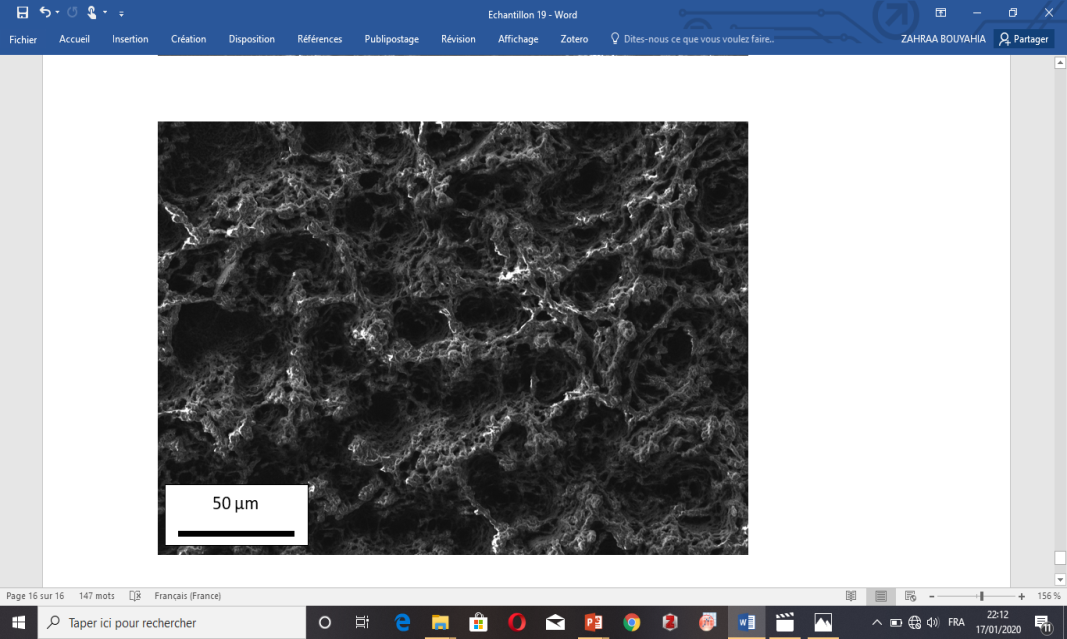 Echantillon 19 - Word
Fichier Accueil Insertion Création Disposition Références Publipostage Révision Affichage Zotero Dites-nous ce que vous voulez faire.. ZAHRAA BOUYAHIA Partager
50 µm
Page 16 sur 16 147 mots Français (France) 156 %
Taper ici pour rechercher
FRA
22:12
17/01/2020